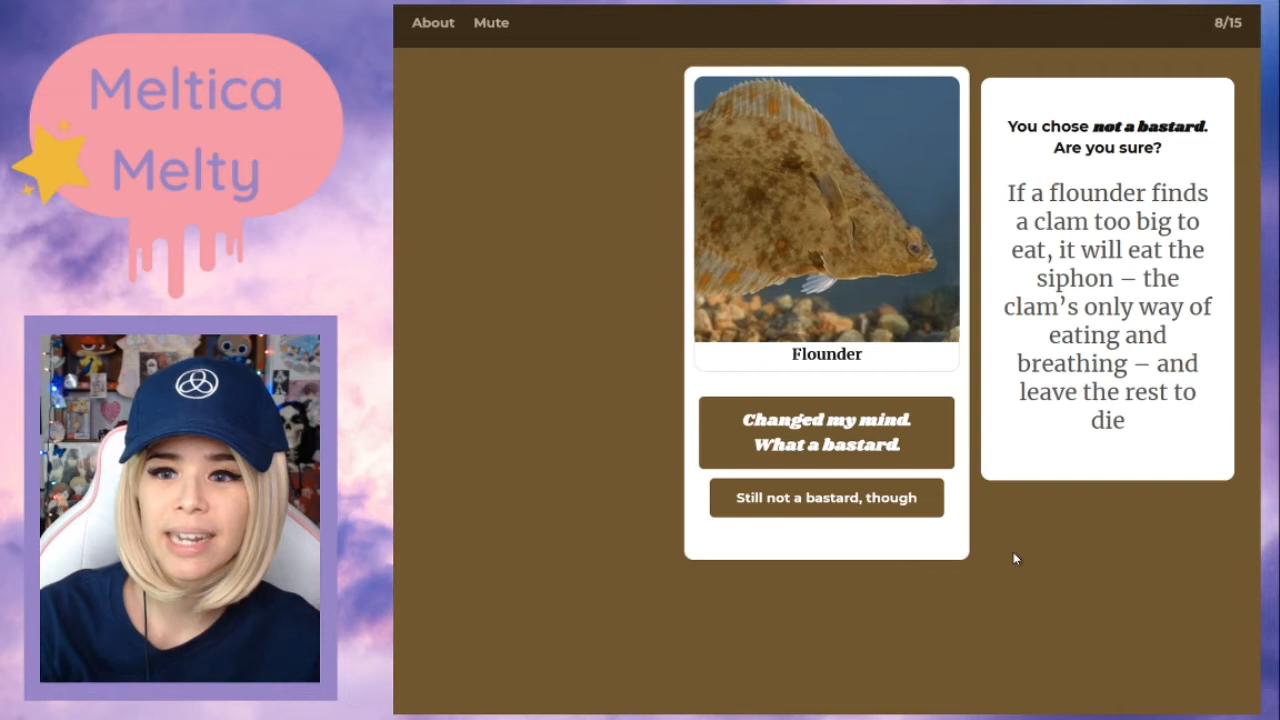 Meltica
Melty
About Mute
8/15
Flounder
Changed my mind.
What a bastard.
Still not a bastard, though
You chose not a bastard.
Are you sure?
If a flounder finds
a clam too big to
eat, it will eat the
siphon – the
clam's only way of
eating and
breathing – and
leave the rest to
die